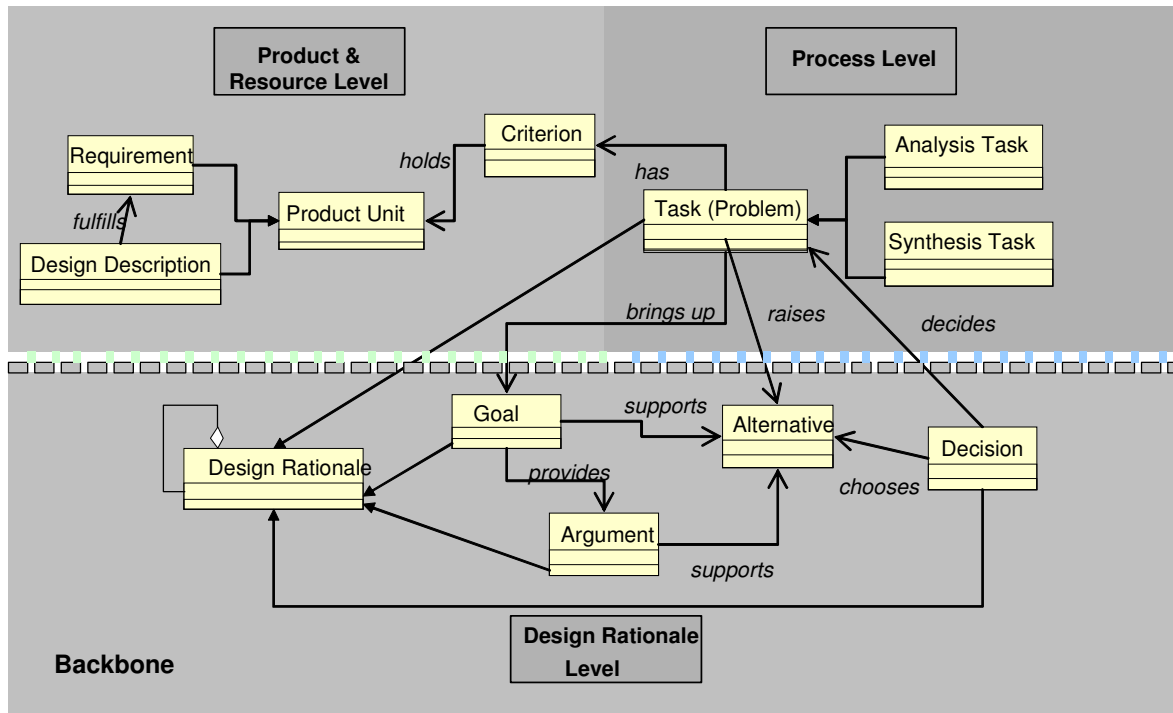 Product &
Resource Level
Process Level
Criterion
Analysis Task
Requirement
holds
has
Product Unit
Task (Problem)
fulfills
Synthesis Task
Design Description
brings up
raises
decides
Goal
supports
Alternative
Design Rationale
Decision
provides
chooses
Argument
supports
Design Rationale
Level
Backbone